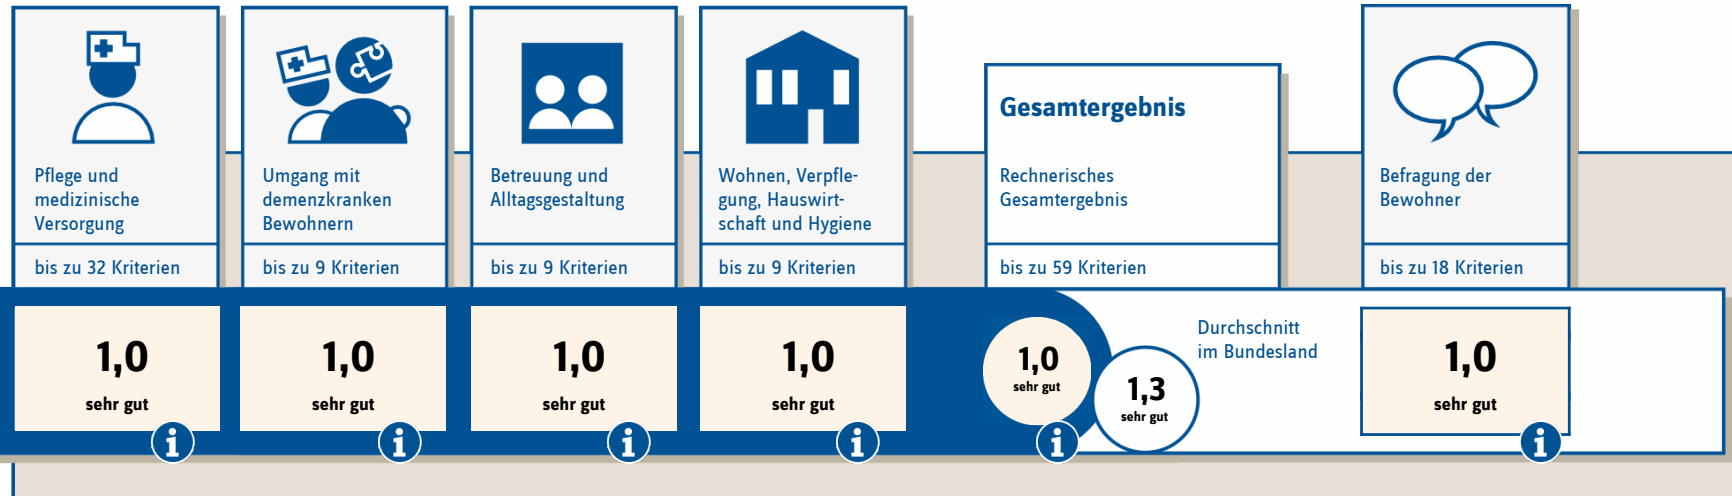 Pflege und
medizinische
Versorgung
bis zu 32 Kriterien
1,0
sehr gut
i
Umgang mit
demenzkranken
Bewohnern
bis zu 9 Kriterien
1,0
sehr gut
i
Betreuung und
Alltagsgestaltung
bis zu 9 Kriterien
1,0
sehr gut
i
Wohnen, Verpfle-
gung, Hauswirt-
schaft und Hygiene
bis zu 9 Kriterien
1,0
sehr gut
i
Gesamtergebnis
Rechnerisches
Gesamtergebnis
bis zu 59 Kriterien
1,0
sehr gut
i
Durchschnitt
im Bundesland
1,3
sehr gut
Befragung der
Bewohner
bis zu 18 Kriterien
1,0
sehr gut
i